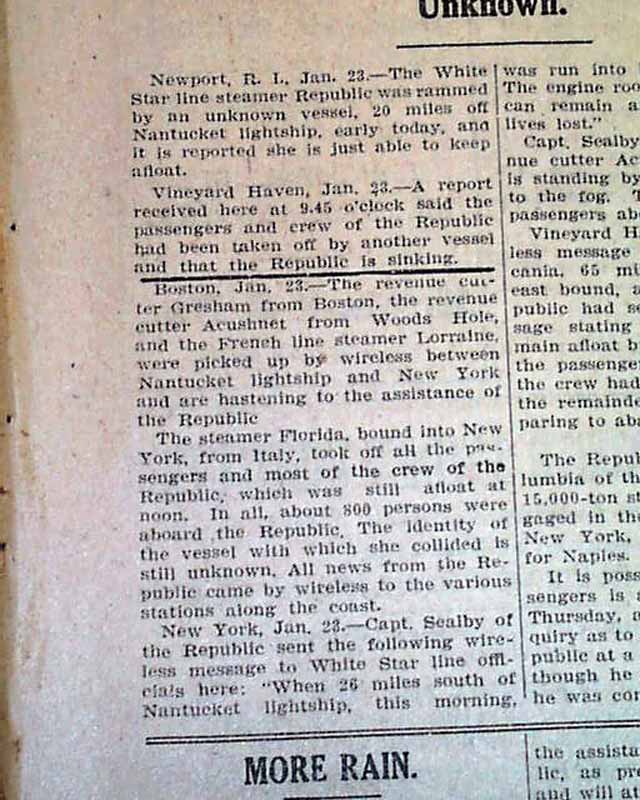 Unknown.
Newport, R. I., Jan. 23.—The White
Star line steamer Republic was rammed
by an unknown vessel, 20 miles off
Nantucket lightship, early today, and
it is reported she is just able to keep
afloat.
Vineyard Haven, Jan. 23.—A report
received here at 9.45 o'clock said the
passengers and crew of the Republic
had been taken off by another vessel
and that the Republic is sinking.
Boston, Jan. 23.—The revenue cut-
ter Gresham from Boston, the revenue
cutter Acushnet from Woods Hole,
and the French line steamer Lorraine,
were picked up by wireless between
Nantucket lightship and New York
and are hastening to the assistance of
the Republic
The steamer Florida, bound into New
York, from Italy, took off all the pas-
sengers and most of the crew of the
Republic, which was still afloat at
noon. In all, about 800 persons were
aboard the Republic. The identity of
the vessel with which she collided is
still unknown. All news from the Re-
public came by wireless to the various
stations along the coast.
New York, Jan. 23.—Capt. Sealby of
the Republic sent the following wire-
less message to White Star line offi-
cials here: "When 26 miles south of
Nantucket lightship, this morning,
was run into
The engine roo
can remain a
lives lost."
Capt. Sealby
nue cutter Ac
is standing by
to the fog.
passengers abo
Vineyard H
less message
cania, 65 mi
east bound, a
public had s
sage stating
main afloat b
the passenge
the crew had
the remainde
paring to aba
The Repub
lumbia of th
15,000-ton st
gaged in the
New York,
for Naples.
It is poss
sengers is a
Thursday, a
quiry as to
public at a
though he
he was con
MORE RAIN.
the assista
lic, as pre
and will at